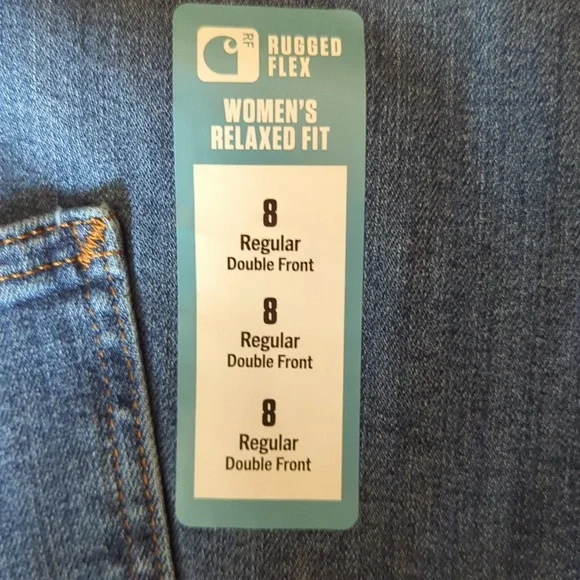 RF
RUGGED
FLEX
WOMEN'S
RELAXED FIT
8
Regular
Double Front
8
Regular
Double Front
8
Regular
Double Front